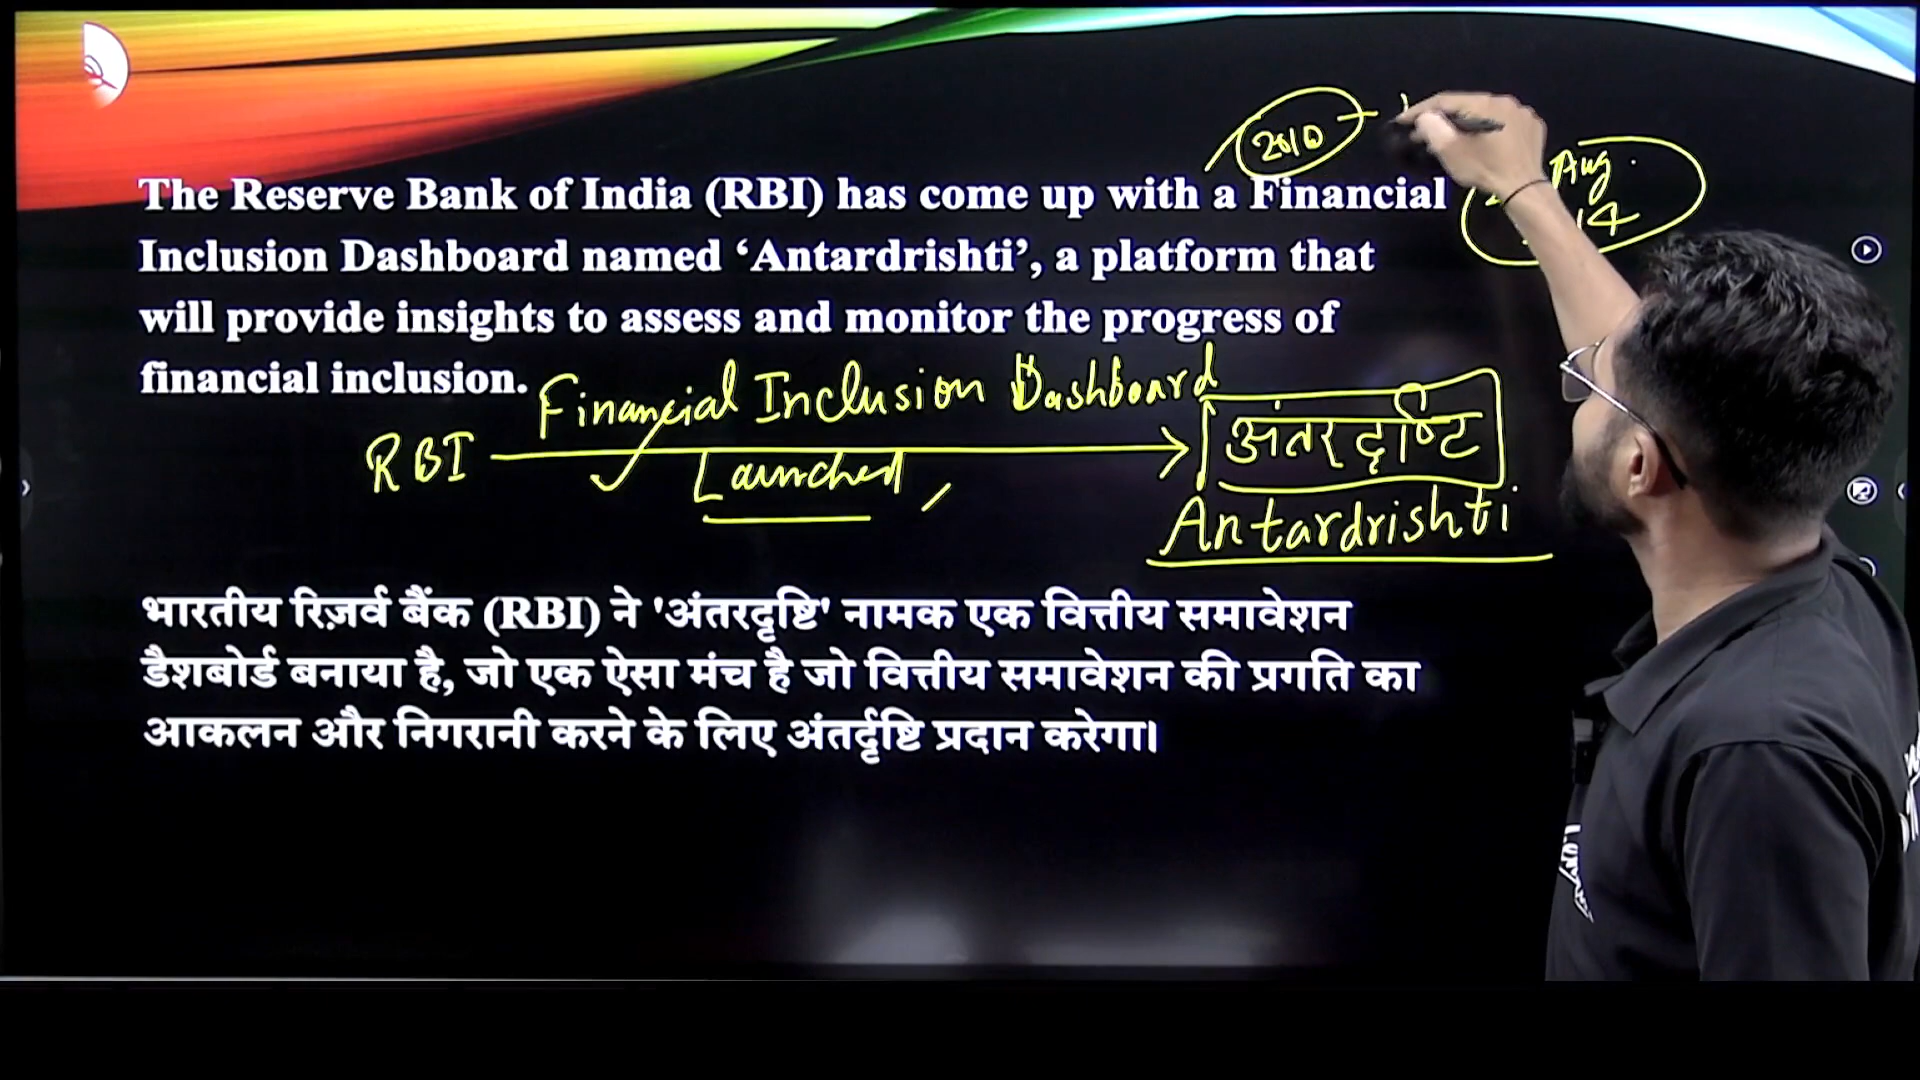 2010
Aug.
14
The Reserve Bank of India (RBI) has come up with a Financial
Inclusion Dashboard named ‘Antardrishti’, a platform that
will provide insights to assess and monitor the progress of
financial inclusion.
Financial Inclusion Dashboard
RBI
Launched,
अंतरदृष्टि
Antardrishti
भारतीय रिज़र्व बैंक (RBI) ने 'अंतरदृष्टि' नामक एक वित्तीय समावेशन
डैशबोर्ड बनाया है, जो एक ऐसा मंच है जो वित्तीय समावेशन की प्रगति का
आकलन और निगरानी करने के लिए अंतर्दृष्टि प्रदान करेगा।